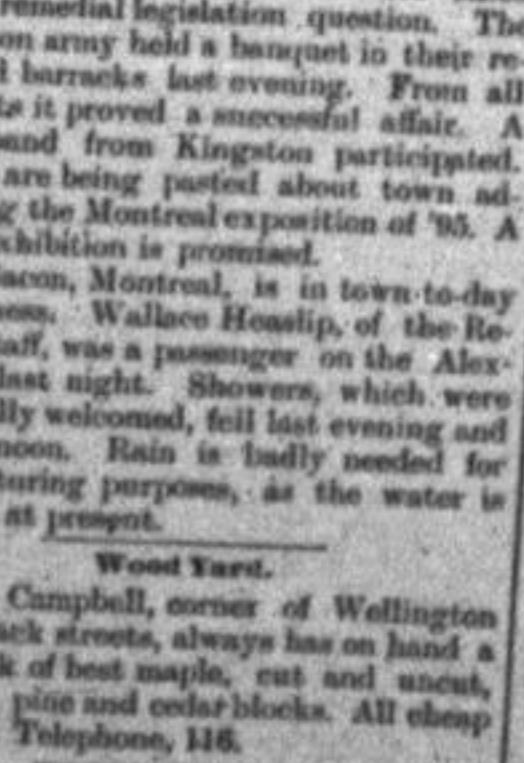 remedial legislation question. The
on army held a banquet in their re-
barracks last evening. From all
it proved a successful affair. A
from Kingston participated.
are being pasted about town ad-
the Montreal exposition of '95. A
xhibition is promised.
acon, Montreal, is in town to-day
ness. Wallace Heaslip, of the Re-
taff, was a passenger on the Alex-
last night. Showers, which were
lly welcomed, fell last evening and
noon. Rain is badly needed for
turing purposes, as the water is
at present.
Wood Yard.
Campbell, corner of Wellington
ck streets, always has on hand a
k of best maple, cut and uncut,
pine and cedar blocks. All cheap
Telephone, 116.